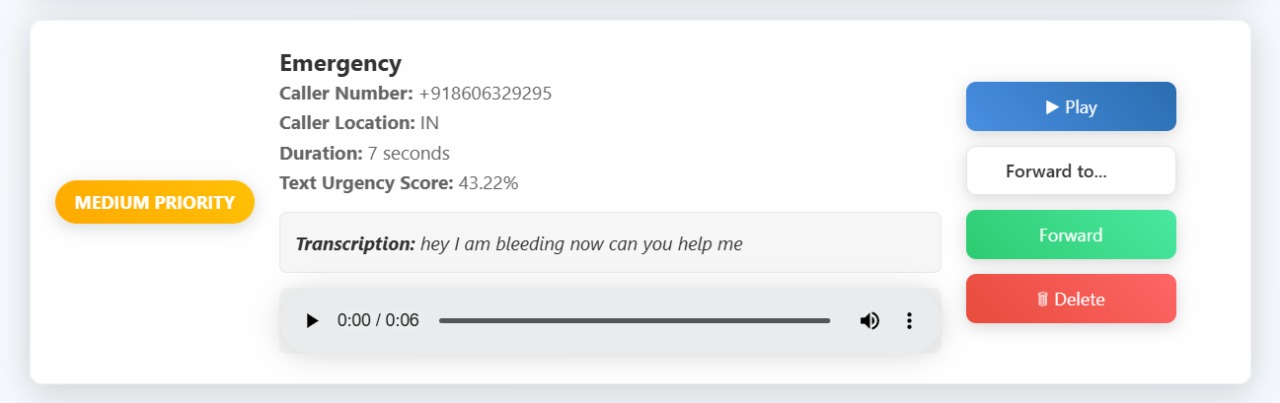 Emergency
Caller Number: +918606329295
Caller Location: IN
Duration: 7 seconds
Text Urgency Score: 43.22%
MEDIUM PRIORITY
Transcription: hey I am bleeding now can you help me
0:00 / 0:06
▶ Play
Forward to...
Forward
🗑 Delete